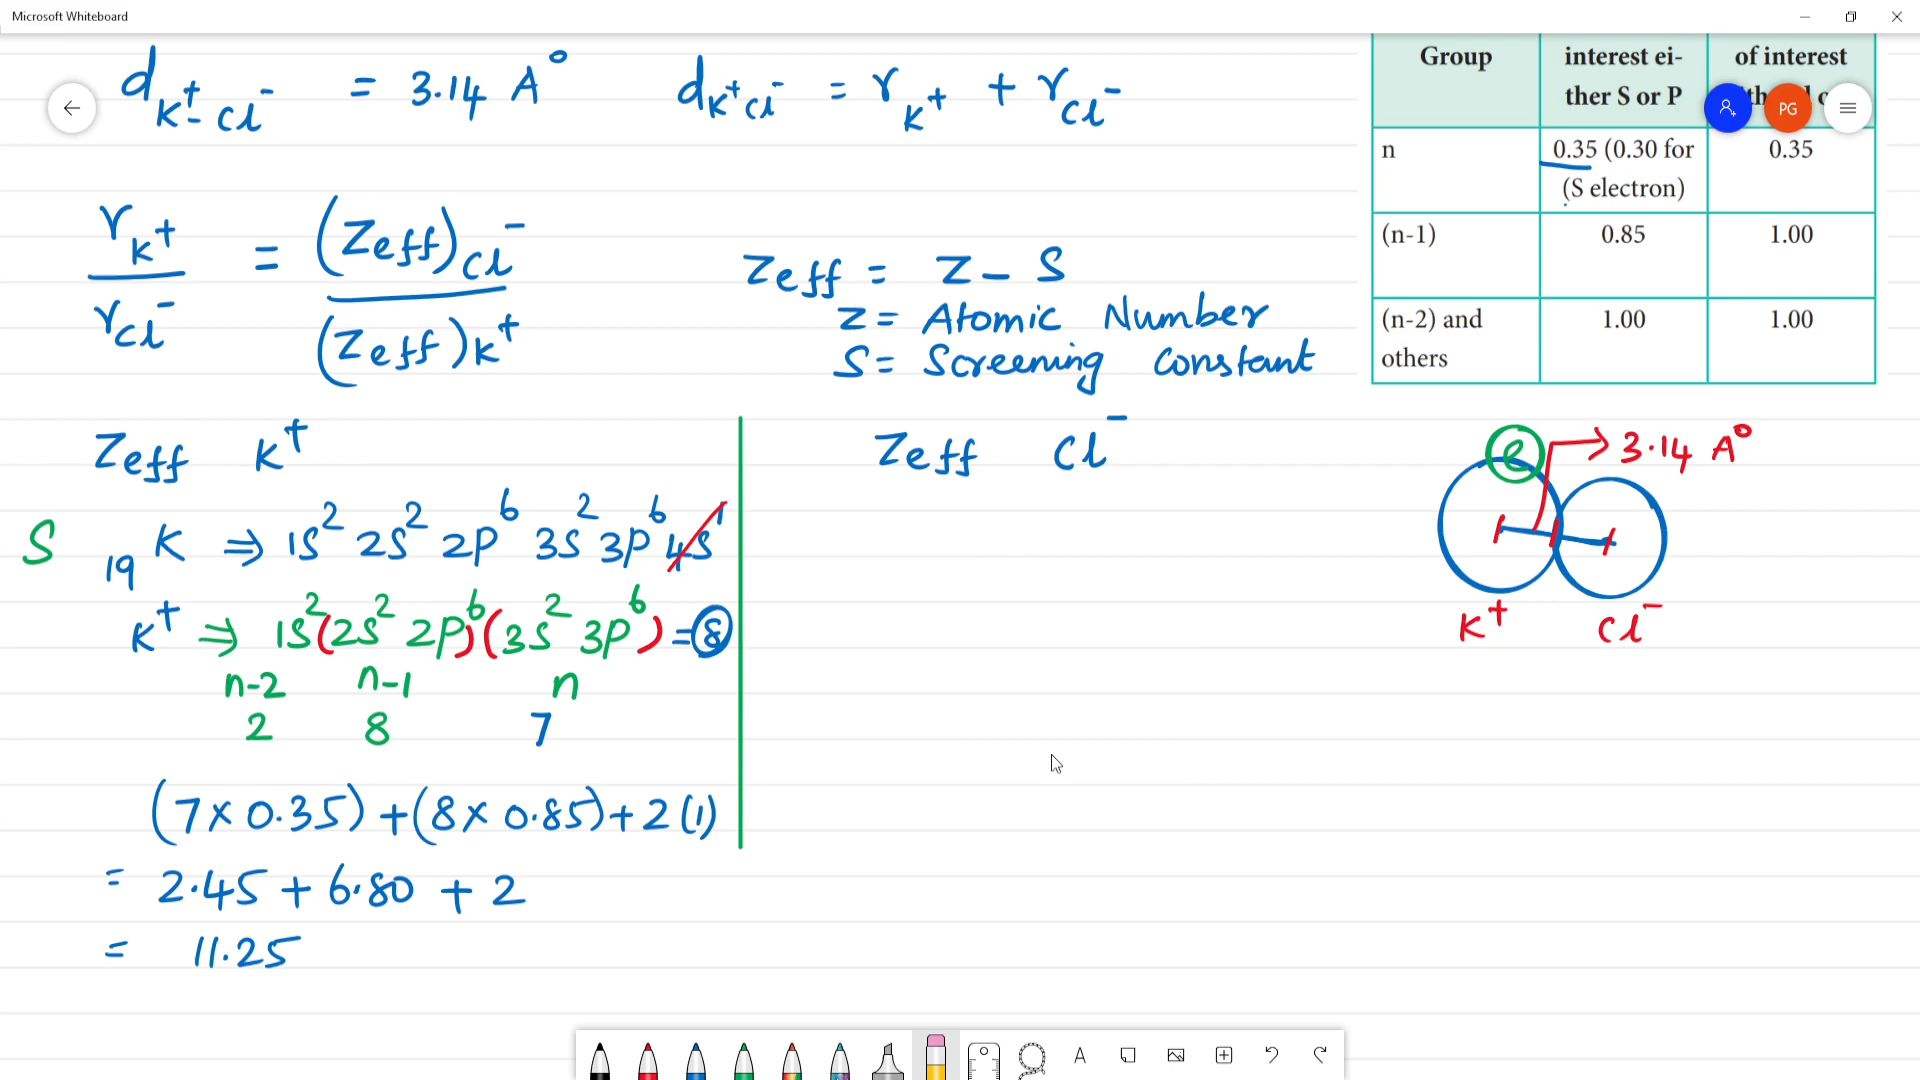 Microsoft Whiteboard
d K+-Cl- = 3.14 A°
d K+Cl- = r K+ + r Cl-
r K+ / r Cl- = (Zeff) Cl- / (Zeff) K+
Zeff = Z - S
Z = Atomic Number
S = Screening Constant
Group
interest ei-
ther S or P
of interest
n
0.35 (0.30 for
(S electron)
0.35
(n-1)
0.85
1.00
(n-2) and
others
1.00
1.00
PG
Zeff K+
S
19 K ⇒ 1S² 2S² 2P⁶ 3S² 3P⁶ 4S¹
K+ ⇒ 1S² (2S² 2P⁶) (3S² 3P⁶) = 8
n-2 n-1 n
2 8 7
(7 x 0.35) + (8 x 0.85) + 2 (1)
= 2.45 + 6.80 + 2
= 11.25
Zeff Cl-
e
3.14 A°
K+ Cl-
A